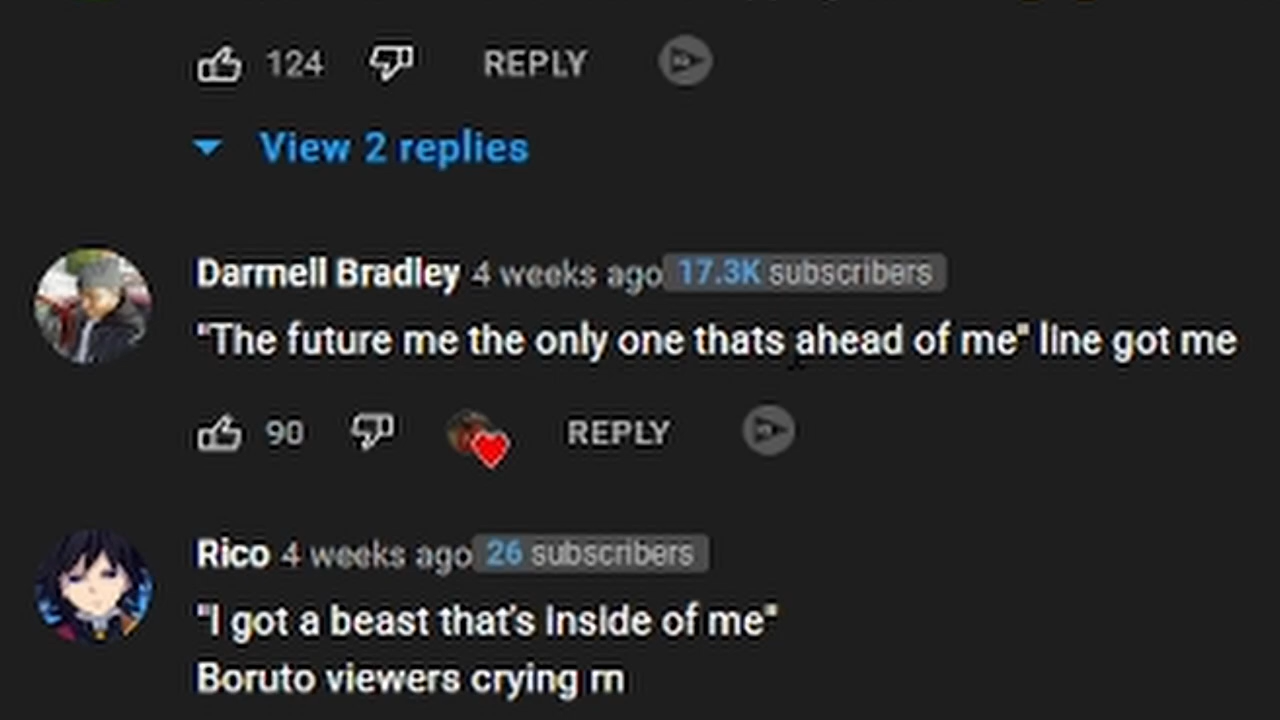 124 REPLY
View 2 replies
Darrnell Bradley 4 weeks ago 17.3K subscribers
"The future me the only one thats ahead of me" line got me
90 REPLY
Rico 4 weeks ago 26 subscribers
"I got a beast that's inside of me"
Boruto viewers crying rn